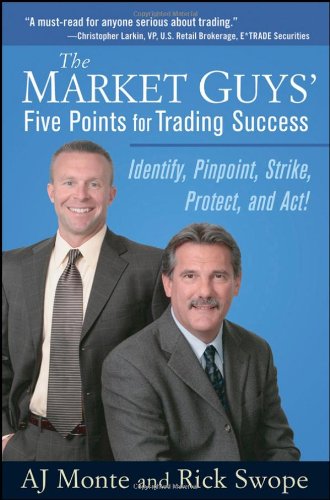 "A must-read for anyone serious about trading."
—Christopher Larkin, VP, U.S. Retail Brokerage, E*TRADE Securities
The
MARKET GUYS'
Five Points for Trading Success
Identify, Pinpoint, Strike,
Protect, and Act!
AJ Monte and Rick Swope